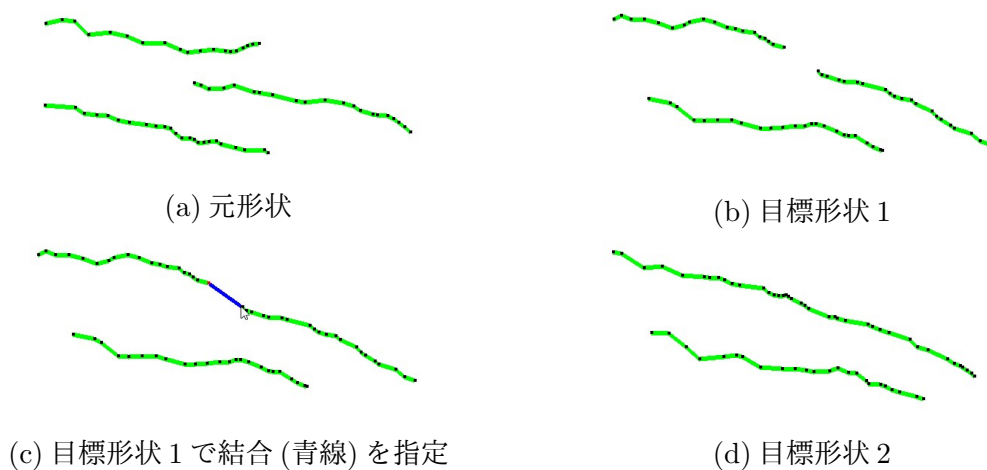 (a) 元形状
(b) 目標形状 1
(c) 目標形状 1 で結合 (青線) を指定
(d) 目標形状 2